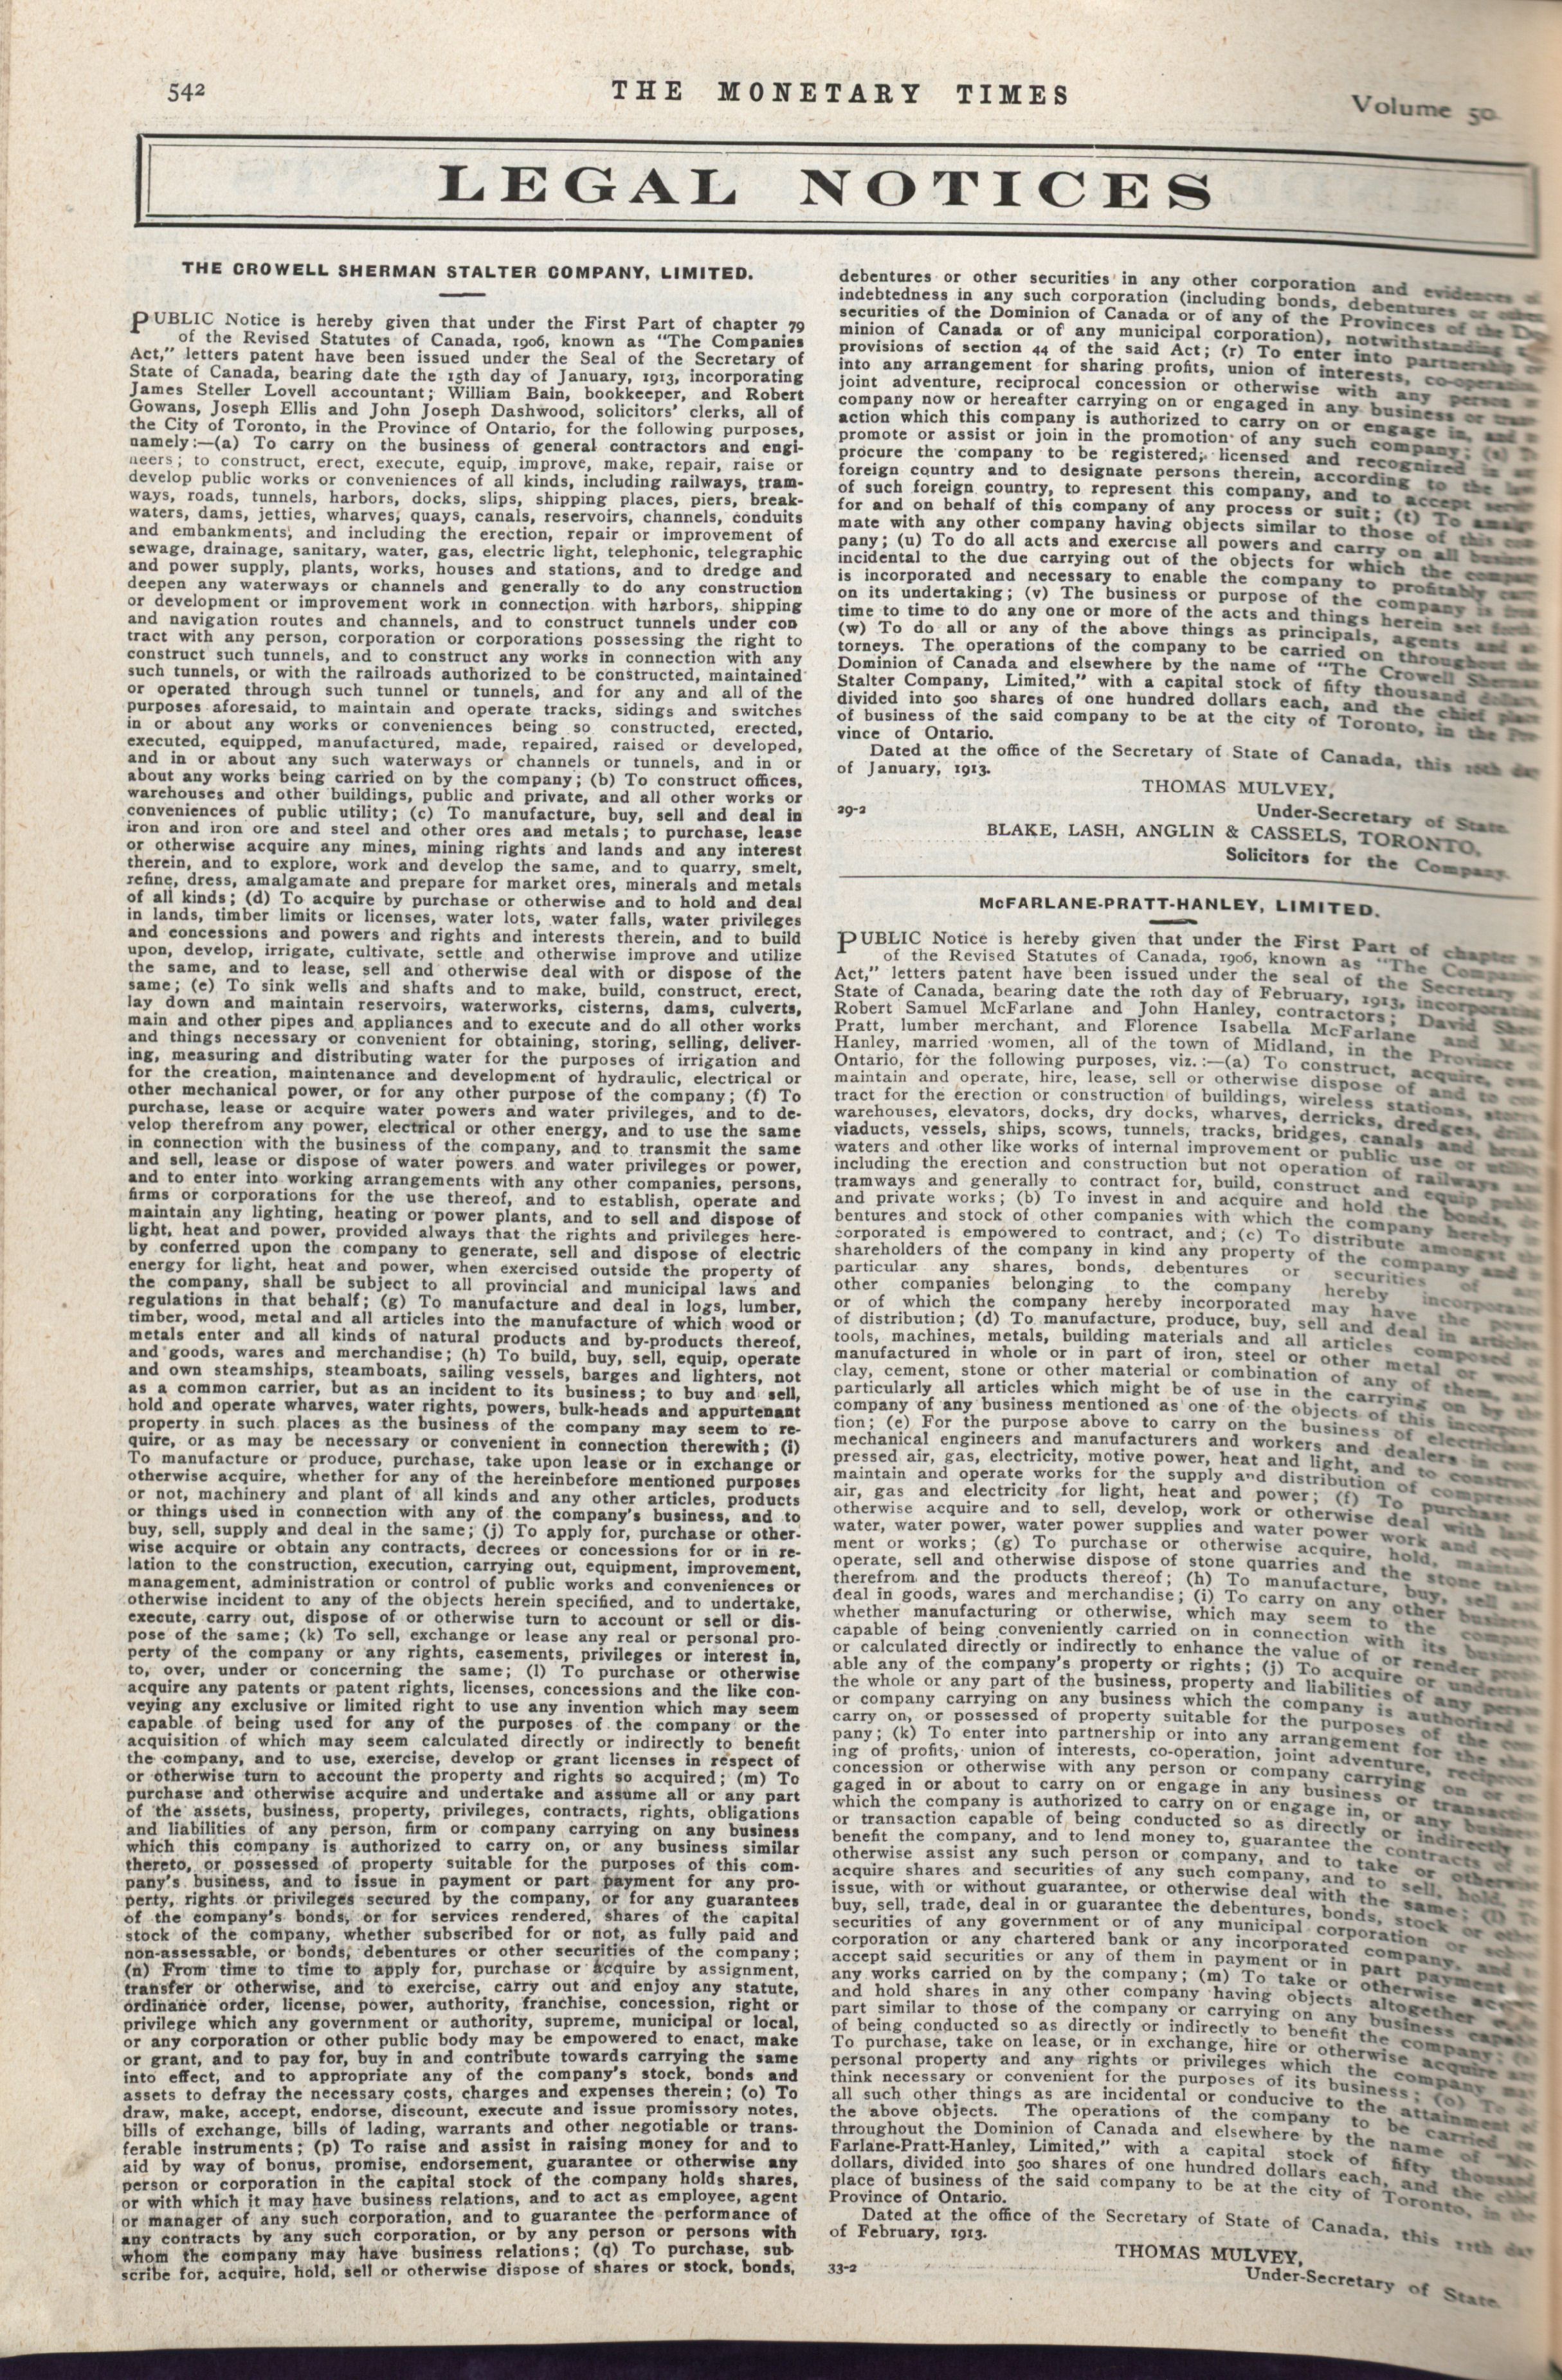 542
THE MONETARY TIMES
Volume 50
LEGAL NOTICES
THE CROWELL SHERMAN STALTER COMPANY, LIMITED.
PUBLIC Notice is hereby given that under the First Part of chapter 79
of the Revised Statutes of Canada, 1906, known as "The Companies
Act," letters patent have been issued under the Seal of the Secretary of
State of Canada, bearing date the 15th day of January, 1913, incorporating
James Steller Lovell accountant; William Bain, bookkeeper, and Robert
Gowans, Joseph Ellis and John Joseph Dashwood, solicitors' clerks, all of
the City of Toronto, in the Province of Ontario, for the following purposes,
namely:—(a) To carry on the business of general contractors and engi-
neers; to construct, erect, execute, equip, improve, make, repair, raise or
develop public works or conveniences of all kinds, including railways, tram-
ways, roads, tunnels, harbors, docks, slips, shipping places, piers, break-
waters, dams, jetties, wharves, quays, canals, reservoirs, channels, conduits
and embankments, and including the erection, repair or improvement of
sewage, drainage, sanitary, water, gas, electric light, telephonic, telegraphic
and power supply, plants, works, houses and stations, and to dredge and
deepen any waterways or channels and generally to do any construction
or development or improvement work in connection with harbors, shipping
and navigation routes and channels, and to construct tunnels under con
tract with any person, corporation or corporations possessing the right to
construct such tunnels, and to construct any works in connection with any
such tunnels, or with the railroads authorized to be constructed, maintained
or operated through such tunnel or tunnels, and for any and all of the
purposes aforesaid, to maintain and operate tracks, sidings and switches
in or about any works or conveniences being so constructed, erected,
executed, equipped, manufactured, made, repaired, raised or developed,
and in or about any such waterways or channels or tunnels, and in or
about any works being carried on by the company; (b) To construct offices,
warehouses and other buildings, public and private, and all other works or
conveniences of public utility; (c) To manufacture, buy, sell and deal in
iron and iron ore and steel and other ores and metals; to purchase, lease
or otherwise acquire any mines, mining rights and lands and any interest
therein, and to explore, work and develop the same, and to quarry, smelt,
refine, dress, amalgamate and prepare for market ores, minerals and metals
of all kinds; (d) To acquire by purchase or otherwise and to hold and deal
in lands, timber limits or licenses, water lots, water falls, water privileges
and concessions and powers and rights and interests therein, and to build
upon, develop, irrigate, cultivate, settle and otherwise improve and utilize
the same, and to lease, sell and otherwise deal with or dispose of the
same; (e) To sink wells and shafts and to make, build, construct, erect,
lay down and maintain reservoirs, waterworks, cisterns, dams, culverts,
main and other pipes and appliances and to execute and do all other works
and things necessary or convenient for obtaining, storing, selling, deliver-
ing, measuring and distributing water for the purposes of irrigation and
for the creation, maintenance and development of hydraulic, electrical or
other mechanical power, or for any other purpose of the company; (f) To
purchase, lease or acquire water powers and water privileges, and to de-
velop therefrom any power, electrical or other energy, and to use the same
in connection with the business of the company, and to transmit the same
and sell, lease or dispose of water powers and water privileges or power,
and to enter into working arrangements with any other companies, persons,
firms or corporations for the use thereof, and to establish, operate and
maintain any lighting, heating or power plants, and to sell and dispose of
light, heat and power, provided always that the rights and privileges here-
by conferred upon the company to generate, sell and dispose of electric
energy for light, heat and power, when exercised outside the property of
the company, shall be subject to all provincial and municipal laws and
regulations in that behalf; (g) To manufacture and deal in logs, lumber,
timber, wood, metal and all articles into the manufacture of which wood or
metals enter and all kinds of natural products and by-products thereof,
and goods, wares and merchandise; (h) To build, buy, sell, equip, operate
and own steamships, steamboats, sailing vessels, barges and lighters, not
as a common carrier, but as an incident to its business; to buy and sell,
hold and operate wharves, water rights, powers, bulk-heads and appurtenant
property in such places as the business of the company may seem to re-
quire, or as may be necessary or convenient in connection therewith; (i)
To manufacture or produce, purchase, take upon lease or in exchange or
otherwise acquire, whether for any of the hereinbefore mentioned purposes
or not, machinery and plant of all kinds and any other articles, products
or things used in connection with any of the company's business, and to
buy, sell, supply and deal in the same; (j) To apply for, purchase or other-
wise acquire or obtain any contracts, decrees or concessions for or in re-
lation to the construction, execution, carrying out, equipment, improvement,
management, administration or control of public works and conveniences or
otherwise incident to any of the objects herein specified, and to undertake,
execute, carry out, dispose of or otherwise turn to account or sell or dis-
pose of the same; (k) To sell, exchange or lease any real or personal pro-
perty of the company or any rights, easements, privileges or interest in,
to, over, under or concerning the same; (l) To purchase or otherwise
acquire any patents or patent rights, licenses, concessions and the like con-
veying any exclusive or limited right to use any invention which may seem
capable of being used for any of the purposes of the company or the
acquisition of which may seem calculated directly or indirectly to benefit
the company, and to use, exercise, develop or grant licenses in respect of
or otherwise turn to account the property and rights so acquired; (m) To
purchase and otherwise acquire and undertake and assume all or any part
of the assets, business, property, privileges, contracts, rights, obligations
and liabilities of any person, firm or company carrying on any business
which this company is authorized to carry on, or any business similar
thereto, or possessed of property suitable for the purposes of this com-
pany's business, and to issue in payment or part payment for any pro-
perty, rights or privileges secured by the company, or for any guarantees
of the company's bonds, or for services rendered, shares of the capital
stock of the company, whether subscribed for or not, as fully paid and
non-assessable, or bonds, debentures or other securities of the company;
(n) From time to time to apply for, purchase or acquire by assignment,
transfer or otherwise, and to exercise, carry out and enjoy any statute,
ordinance order, license, power, authority, franchise, concession, right or
privilege which any government or authority, supreme, municipal or local,
or any corporation or other public body may be empowered to enact, make
or grant, and to pay for, buy in and contribute towards carrying the same
into effect, and to appropriate any of the company's stock, bonds and
assets to defray the necessary costs, charges and expenses therein; (o) To
draw, make, accept, endorse, discount, execute and issue promissory notes,
bills of exchange, bills of lading, warrants and other negotiable or trans-
ferable instruments; (p) To raise and assist in raising money for and to
aid by way of bonus, promise, endorsement, guarantee or otherwise any
person or corporation in the capital stock of the company holds shares,
or with which it may have business relations, and to act as employee, agent
or manager of any such corporation, and to guarantee the performance of
any contracts by any such corporation, or by any person or persons with
whom the company may have business relations; (q) To purchase, sub
scribe for, acquire, hold, sell or otherwise dispose of shares or stock, bonds,
debentures or other securities in any other corporation and evidences
indebtedness in any such corporation (including bonds, debentures or
securities of the Dominion of Canada or of any of the Provinces of the
minion of Canada or of any municipal corporation), notwithstanding
provisions of section 44 of the said Act; (r) To enter into
into any arrangement for sharing profits, union of interests,
joint adventure, reciprocal concession or otherwise with any person
company now or hereafter carrying on or engaged in any business or
action which this company is authorized to carry on or engage in, and
promote or assist or join in the promotion of any such company; (s)
procure the company to be registered, licensed and recognized in
foreign country and to designate persons therein, according to the
of such foreign country, to represent this company, and to accept
for and on behalf of this company of any process or suit; (t) To
mate with any other company having objects similar to those of this
pany; (u) To do all acts and exercise all powers and carry on all
incidental to the due carrying out of the objects for which the
is incorporated and necessary to enable the company to profitably
on its undertaking; (v) The business or purpose of the company is
time to time to do any one or more of the acts and things herein set
(w) To do all or any of the above things as principals, agents and
torneys. The operations of the company to be carried on throughout the
Dominion of Canada and elsewhere by the name of "The Crowell
Stalter Company, Limited," with a capital stock of fifty thousand
divided into 500 shares of one hundred dollars each, and the chief
of business of the said company to be at the city of Toronto, in the
vince of Ontario.
Dated at the office of the Secretary of State of Canada, this
of January, 1913.
THOMAS MULVEY,
29-2
Under-Secretary of State.
BLAKE, LASH, ANGLIN & CASSELS, TORONTO,
Solicitors for the Company.
McFARLANE-PRATT-HANLEY, LIMITED.
PUBLIC Notice is hereby given that under the First Part of chapter
of the Revised Statutes of Canada, 1906, known as "The
Act," letters patent have been issued under the seal of the Secretary
State of Canada, bearing date the 10th day of February, 1913,
Robert Samuel McFarlane and John Hanley, contractors; David
Pratt, lumber merchant, and Florence Isabella McFarlane and
Hanley, married women, all of the town of Midland, in the Province
Ontario, for the following purposes, viz.:—(a) To construct, acquire,
maintain and operate, hire, lease, sell or otherwise dispose of and to
tract for the erection or construction of buildings, wireless stations,
warehouses, elevators, docks, dry docks, wharves, derricks, dredges,
viaducts, vessels, ships, scows, tunnels, tracks, bridges, canals and
waters and other like works of internal improvement or public use or
including the erection and construction but not operation of railways
tramways and generally to contract for, build, construct and equip
and private works; (b) To invest in and acquire and hold the bonds,
bentures and stock of other companies with which the company hereby
corporated is empowered to contract, and; (c) To distribute amongst
shareholders of the company in kind any property of the company and
particular any shares, bonds, debentures or securities of
other companies belonging to the company hereby
or of which the company hereby incorporated may have the
of distribution; (d) To manufacture, produce, buy, sell and deal in
tools, machines, metals, building materials and all articles composed
manufactured in whole or in part of iron, steel or other metal or
clay, cement, stone or other material or combination of any of them,
particularly all articles which might be of use in the carrying on by
company of any business mentioned as one of the objects of this
tion; (e) For the purpose above to carry on the business of
mechanical engineers and manufacturers and workers and dealers in
pressed air, gas, electricity, motive power, heat and light, and to
maintain and operate works for the supply and distribution of
air, gas and electricity for light, heat and power; (f) To purchase
otherwise acquire and to sell, develop, work or otherwise deal with
water, water power, water power supplies and water power work and
ment or works; (g) To purchase or otherwise acquire, hold,
operate, sell and otherwise dispose of stone quarries and the stone
therefrom and the products thereof; (h) To manufacture, buy, sell
deal in goods, wares and merchandise; (i) To carry on any other
whether manufacturing or otherwise, which may seem to the
capable of being conveniently carried on in connection with its
or calculated directly or indirectly to enhance the value of or render
able any of the company's property or rights; (j) To acquire or
the whole or any part of the business, property and liabilities of any
or company carrying on any business which the company is authorized
carry on, or possessed of property suitable for the purposes of the
pany; (k) To enter into partnership or into any arrangement for the
ing of profits, union of interests, co-operation, joint adventure,
concession or otherwise with any person or company carrying on or
gaged in or about to carry on or engage in any business or
which the company is authorized to carry on or engage in, or any
or transaction capable of being conducted so as directly or indirectly
benefit the company, and to lend money to, guarantee the contracts of
otherwise assist any such person or company, and to take or
acquire shares and securities of any such company, and to sell, hold,
issue, with or without guarantee, or otherwise deal with the same; (l)
buy, sell, trade, deal in or guarantee the debentures, bonds, stock or
securities of any government or of any municipal corporation or
corporation or any chartered bank or any incorporated company, and
accept said securities or any of them in payment or in part payment
any works carried on by the company; (m) To take or otherwise
and hold shares in any other company having objects altogether
part similar to those of the company or carrying on any business
of being conducted so as directly or indirectly to benefit the company;
To purchase, take on lease, or in exchange, hire or otherwise acquire
personal property and any rights or privileges which the company
think necessary or convenient for the purposes of its business; (o) To
all such other things as are incidental or conducive to the attainment
the above objects. The operations of the company to be carried
throughout the Dominion of Canada and elsewhere by the name of
Farlane-Pratt-Hanley, Limited," with a capital stock of fifty thousand
dollars, divided into 500 shares of one hundred dollars each, and the
place of business of the said company to be at the city of Toronto, in the
Province of Ontario.
Dated at the office of the Secretary of State of Canada, this 11th
of February, 1913.
THOMAS MULVEY,
33-2
Under-Secretary of State.